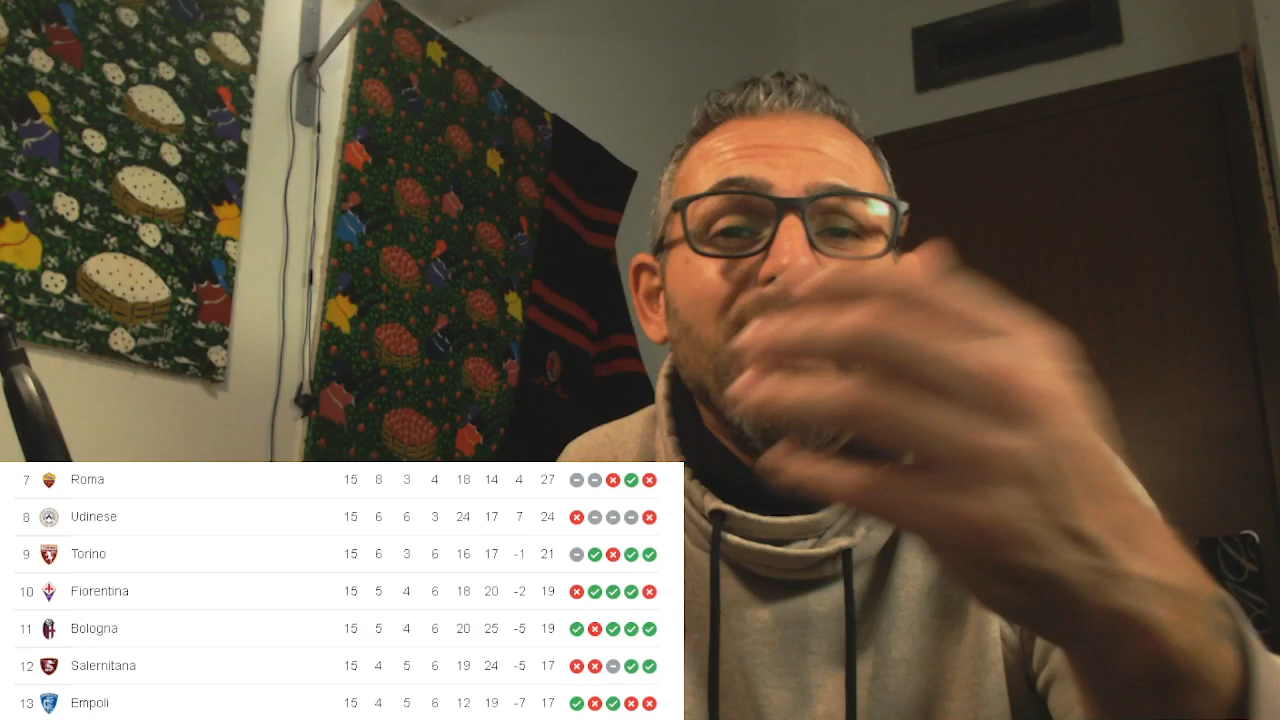 7 Roma 15 8 3 4 18 14 4 27
8 Udinese 15 6 6 3 24 17 7 24
9 Torino 15 6 3 6 16 17 -1 21
10 Fiorentina 15 5 4 6 18 20 -2 19
11 Bologna 15 5 4 6 20 25 -5 19
12 Salernitana 15 4 5 6 19 24 -5 17
13 Empoli 15 4 5 6 12 19 -7 17